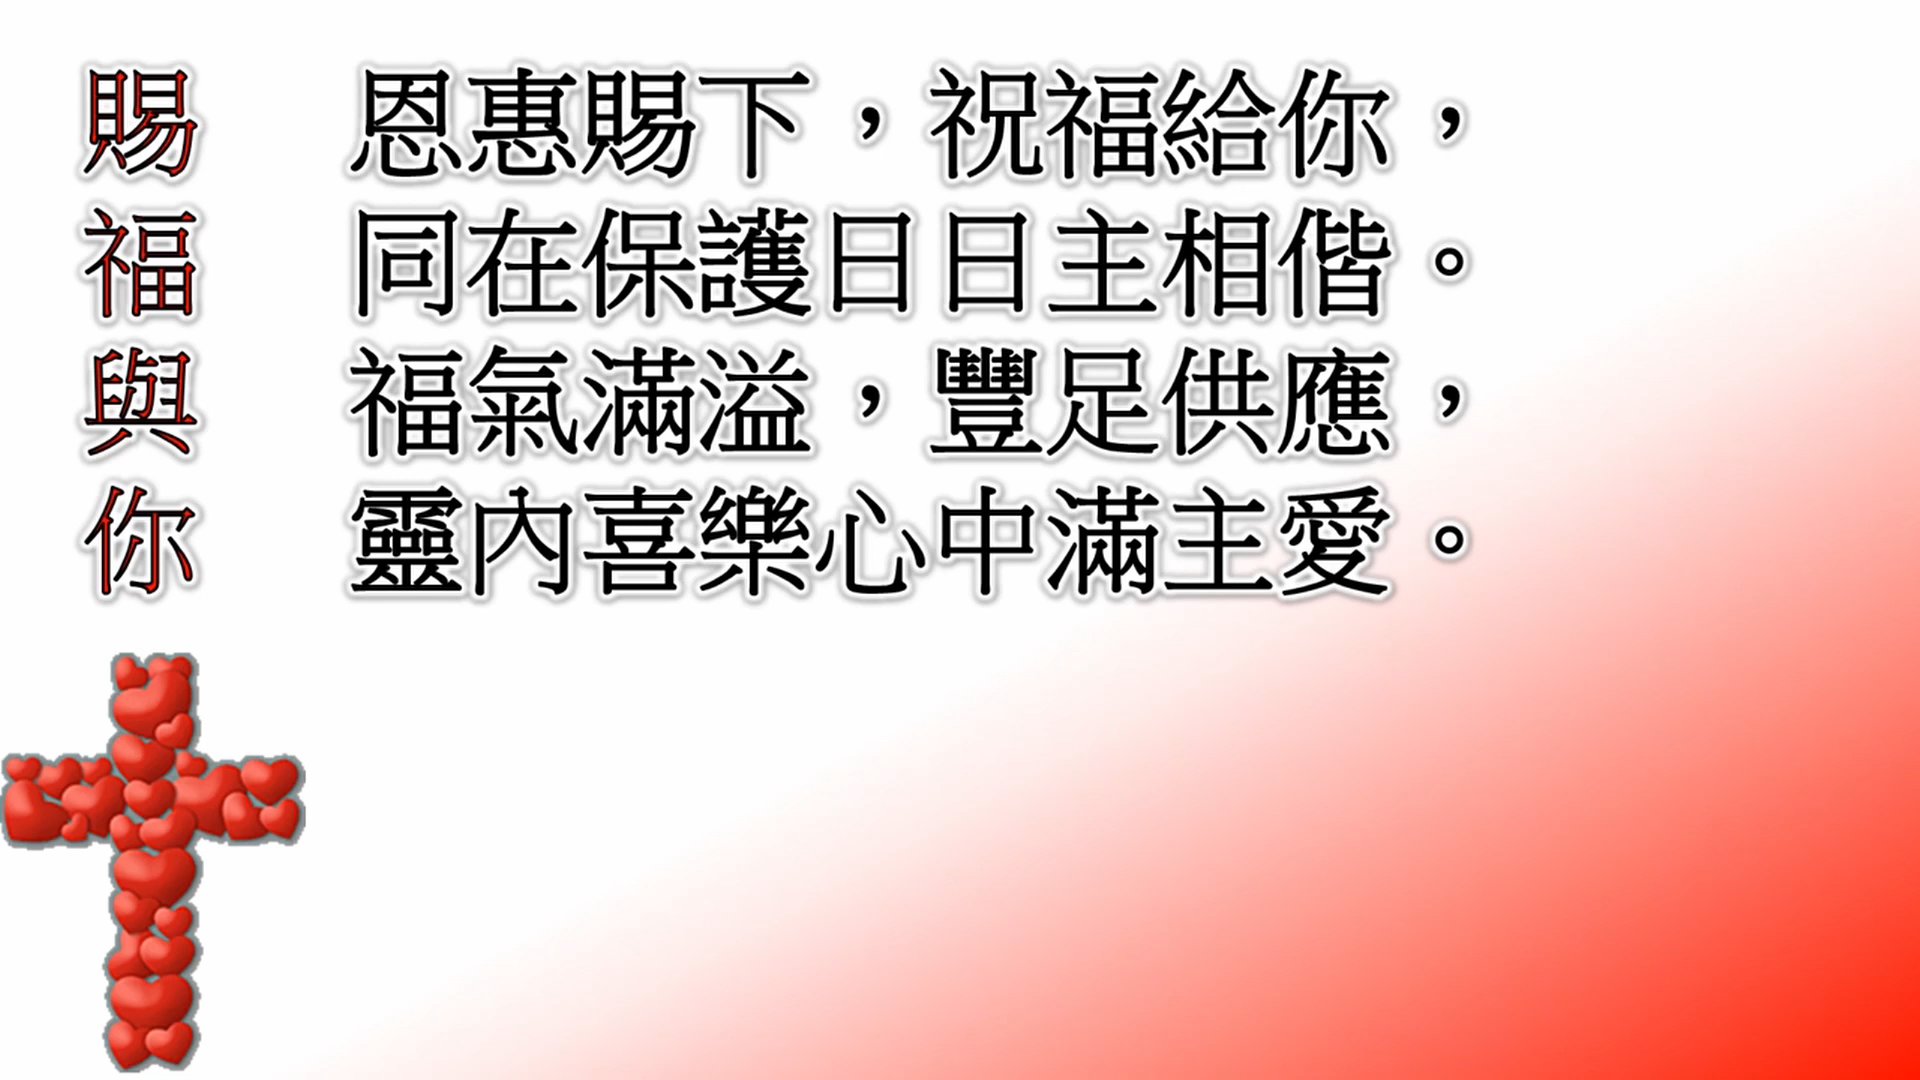 賜福與你
恩惠賜下，祝福給你，
同在保護日日主相偕。
福氣滿溢，豐足供應，
靈內喜樂心中滿主愛。